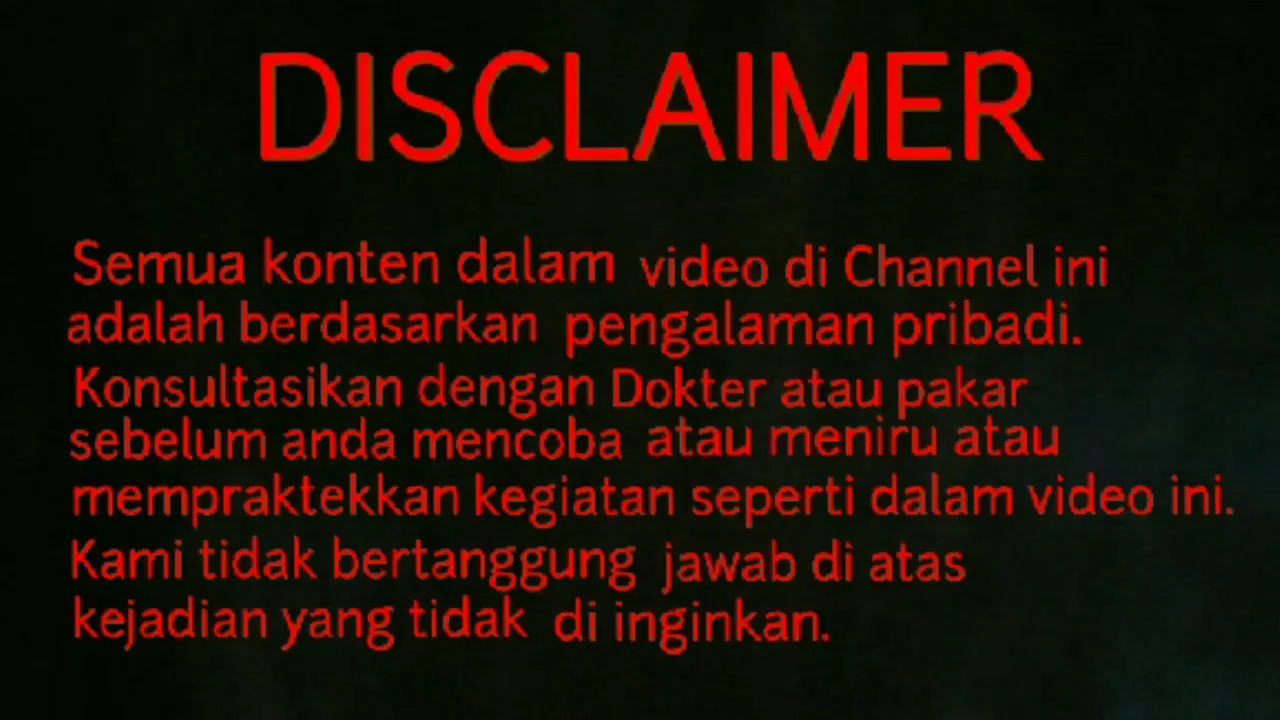 DISCLAIMER
Semua konten dalam video di Channel ini
adalah berdasarkan pengalaman pribadi.
Konsultasikan dengan Dokter atau pakar
sebelum anda mencoba atau meniru atau
mempraktekkan kegiatan seperti dalam video ini.
Kami tidak bertanggung jawab di atas
kejadian yang tidak di inginkan.